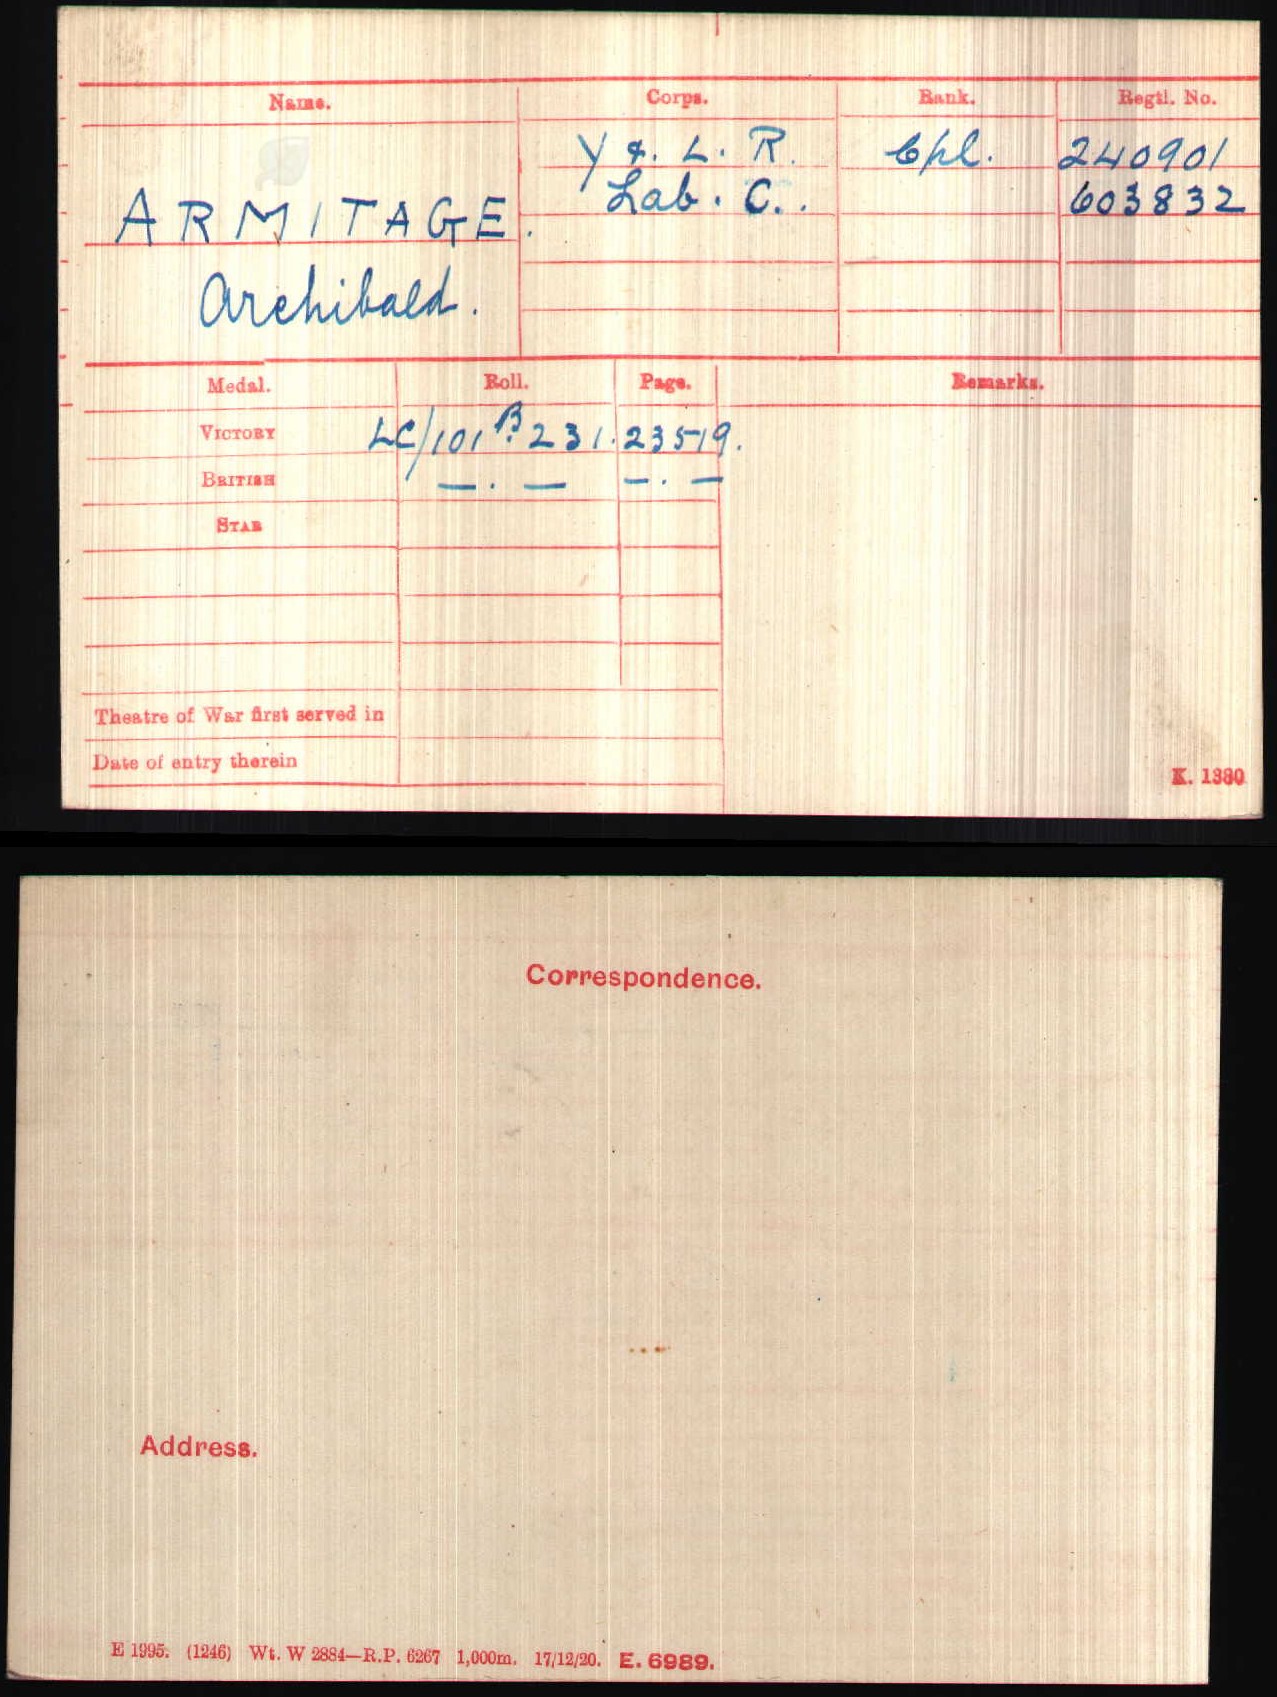 Name. Corps. Rank. Regtl. No.
Y &. L. R. Cpl. 240901
ARMITAGE. Lab. C.. 603832
Archibald.
Medal. Roll. Page. Remarks.
VICTORY LC/101 B. 231. 23519.
BRITISH —. — —. —
STAR
Theatre of War first served in
Date of entry therein
K. 1380
Correspondence.
Address.
E 1995. (1246) Wt. W 2884—R.P. 6267 1,000m. 17/12/20. E. 6989.